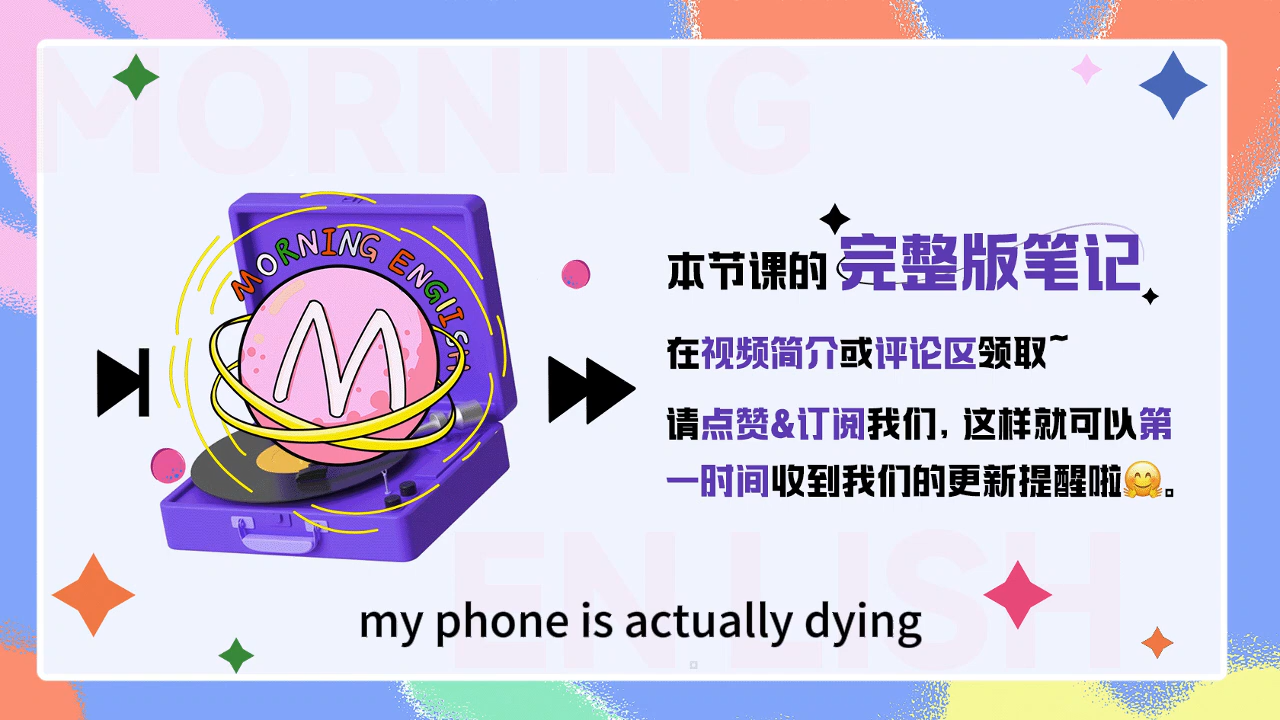 MORNING
MORNING ENGlISH
M
本节课的 完整版笔记
在视频简介或评论区领取~
请点赞&订阅我们, 这样就可以第
一时间收到我们的更新提醒啦🤗。
EN LISH
my phone is actually dying